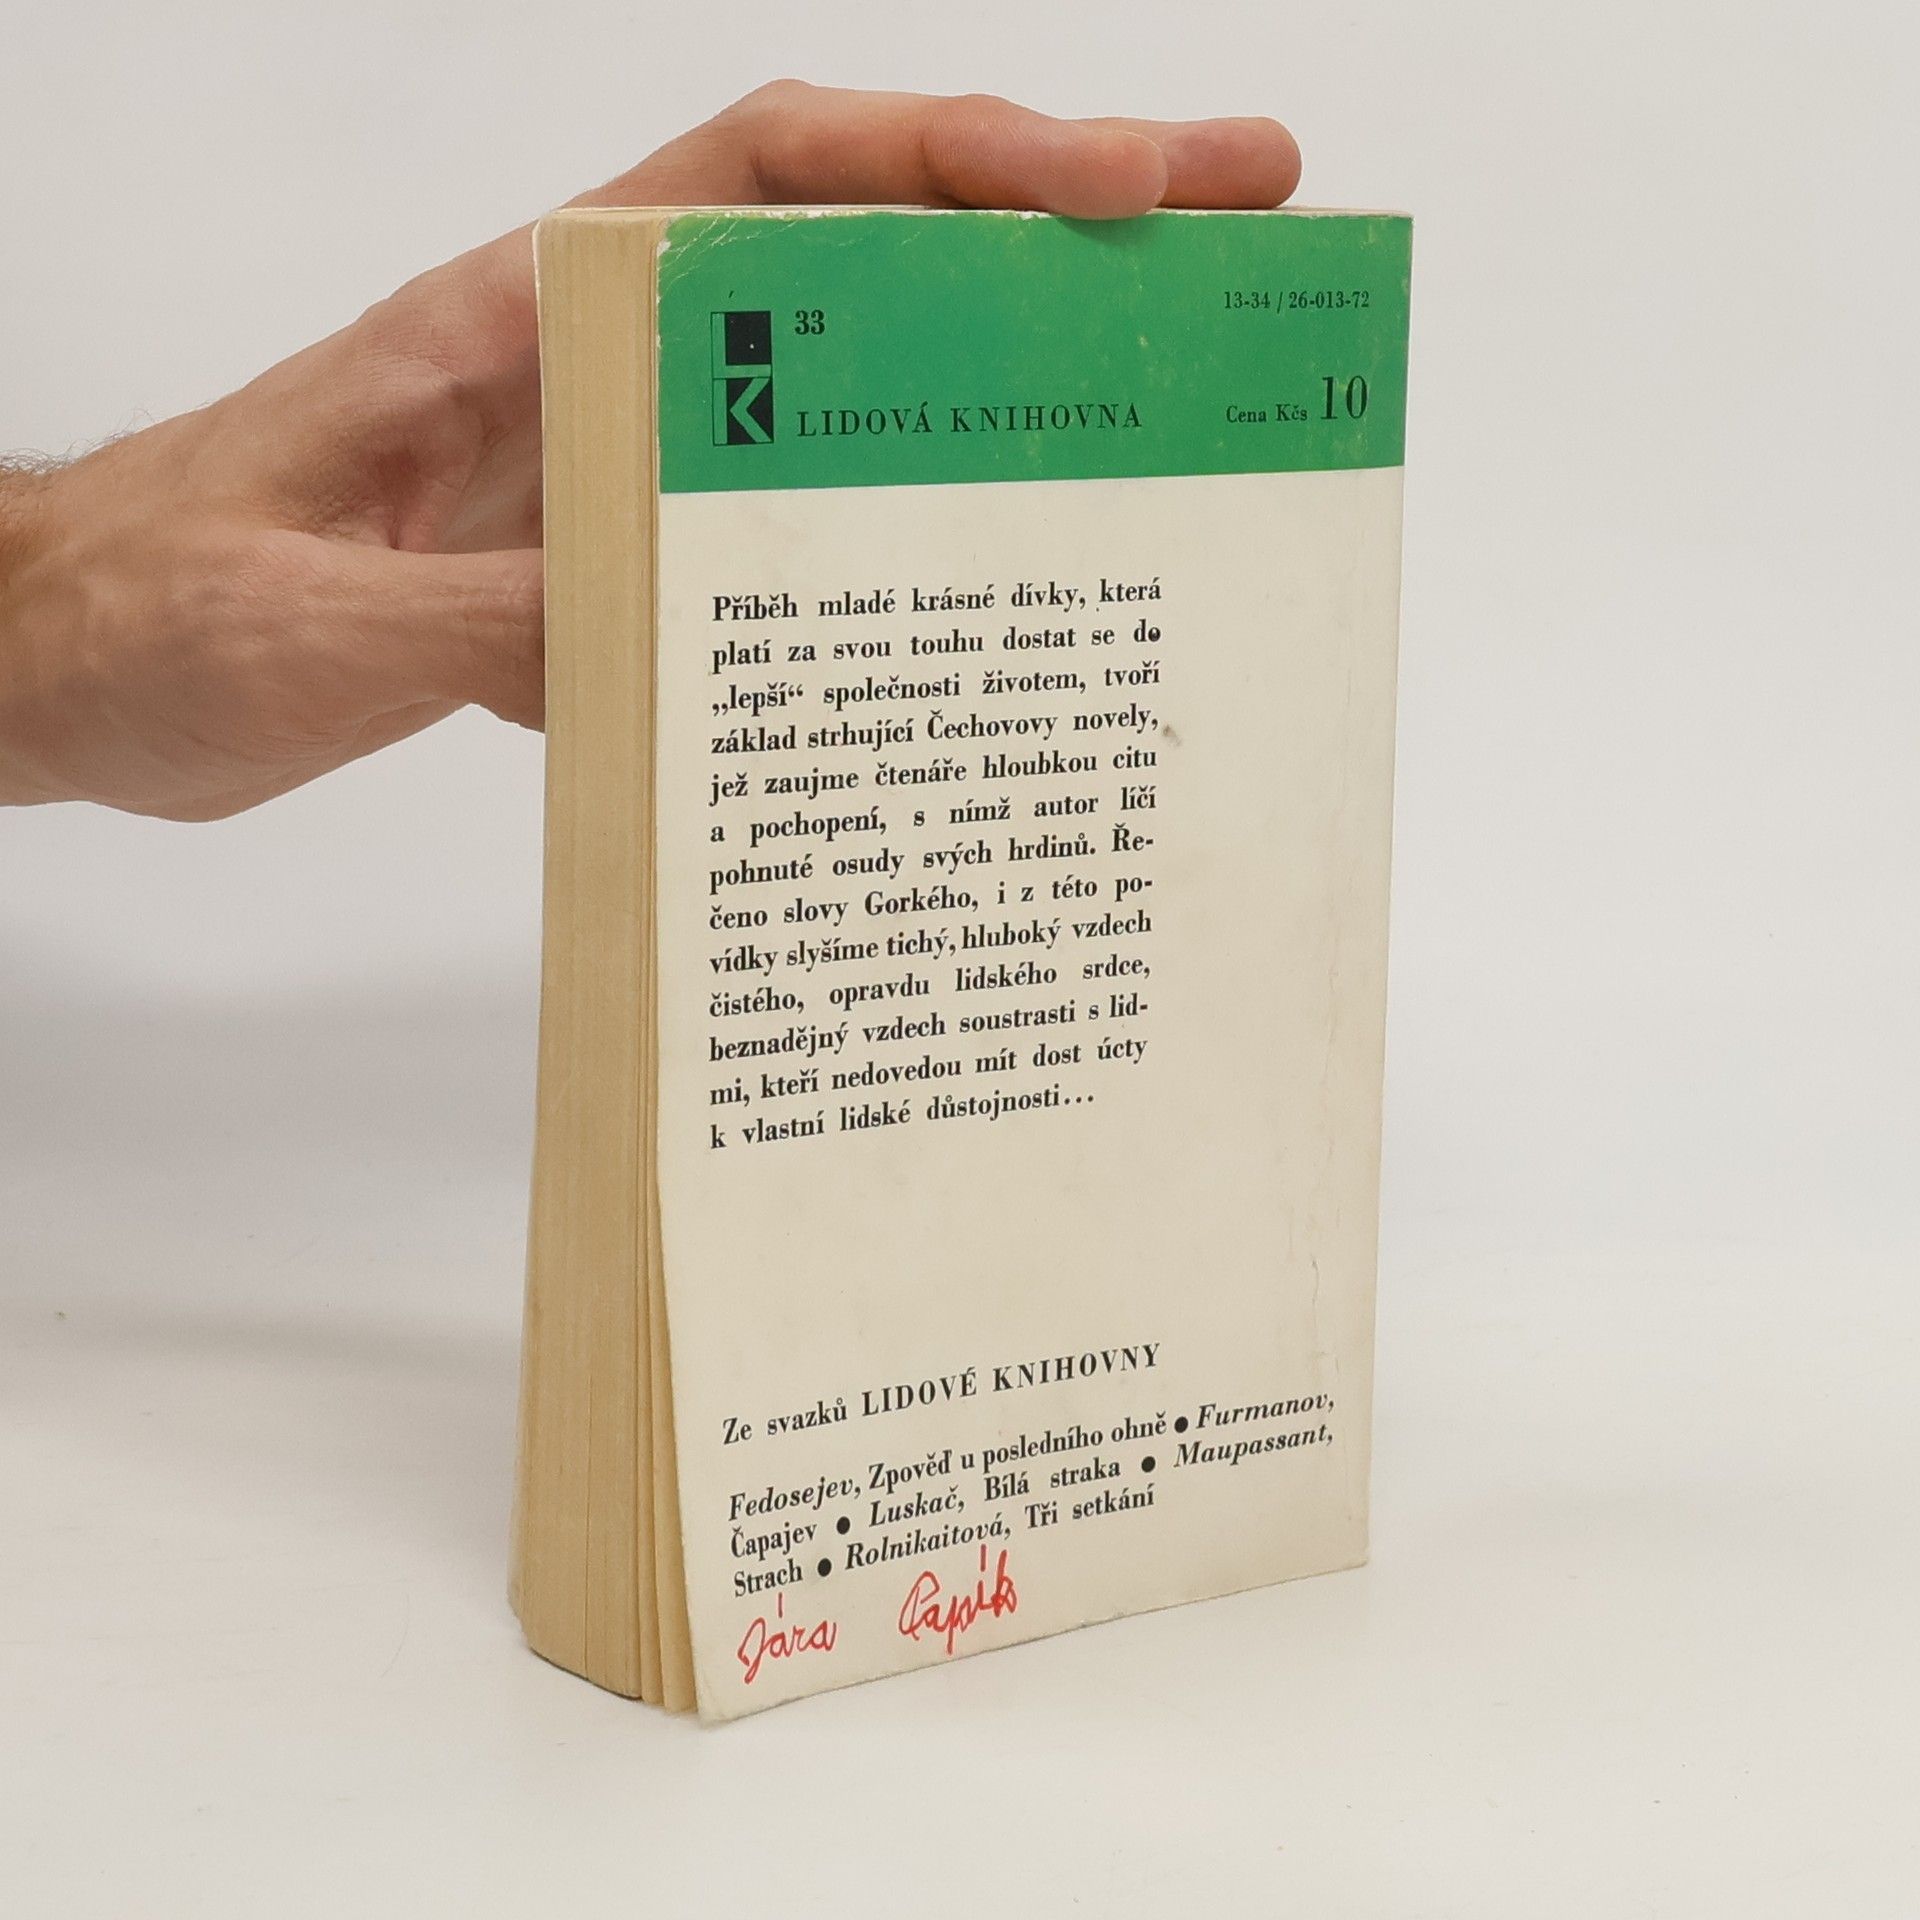 LK
33
13-34 / 26-013-72
LIDOVÁ KNIHOVNA
Cena Kčs 10
Příběh mladé krásné dívky, která
platí za svou touhu dostat se do
„lepší“ společnosti životem, tvoří
základ strhující Čechovovy novely,
jež zaujme čtenáře hloubkou citu
a pochopení, s nímž autor líčí
pohnuté osudy svých hrdinů. Ře-
čeno slovy Gorkého, i z této po-
vídky slyšíme tichý, hluboký vzdech
čistého, opravdu lidského srdce,
beznadějný vzdech soustrasti s lid-
mi, kteří nedovedou mít dost úcty
k vlastní lidské důstojnosti...
Ze svazků LIDOVÉ KNIHOVNY
Fedosejev, Zpověď u posledního ohně ● Furmanov,
Čapajev ● Luskač, Bílá straka ● Maupassant,
Strach ● Rolnikaitová, Tři setkání
Jára